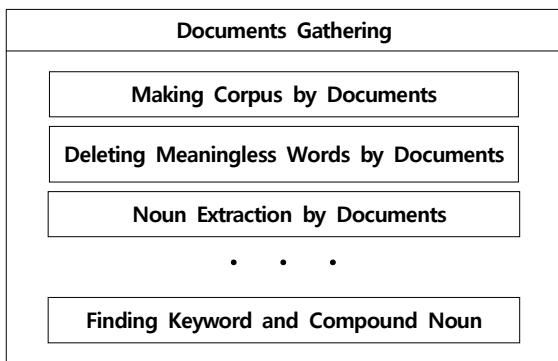 Documents Gathering
Making Corpus by Documents
Deleting Meaningless Words by Documents
Noun Extraction by Documents
. . .
Finding Keyword and Compound Noun